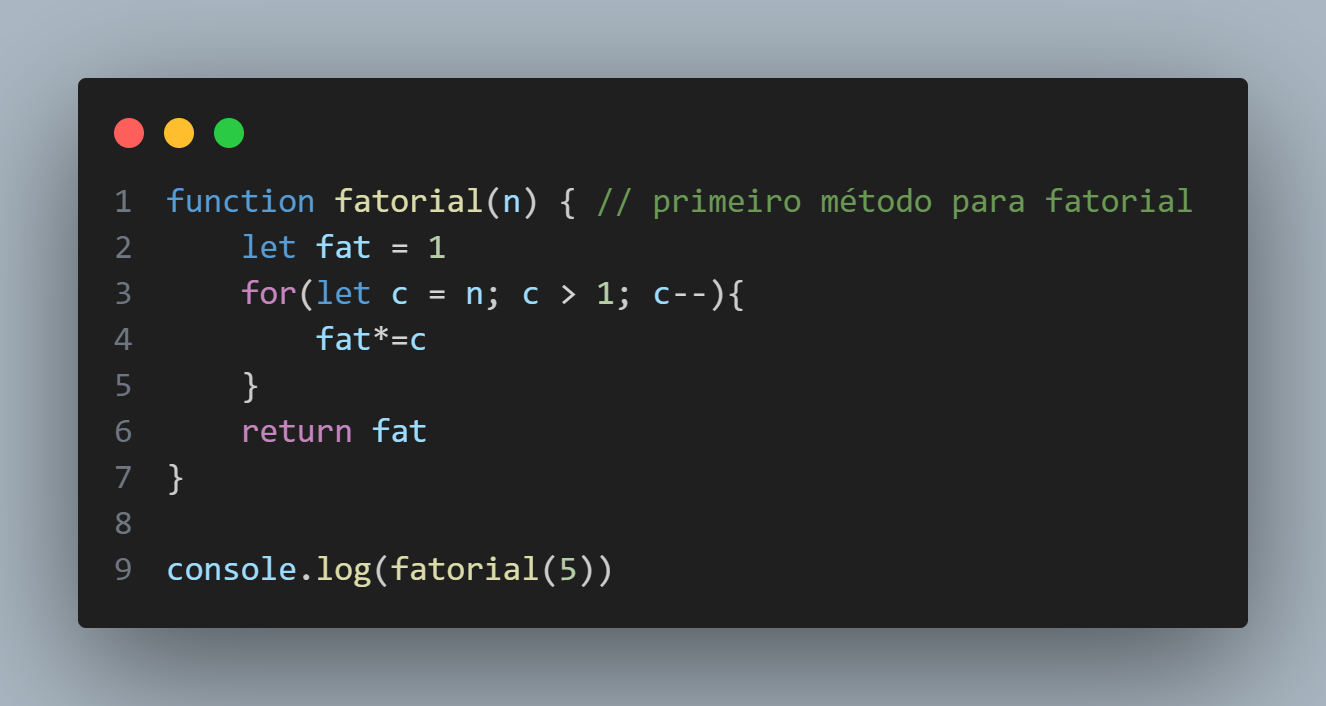 1 function fatorial(n) { // primeiro método para fatorial
2     let fat = 1
3     for(let c = n; c > 1; c--){
4         fat*=c
5     }
6     return fat
7 }
8
9 console.log(fatorial(5))